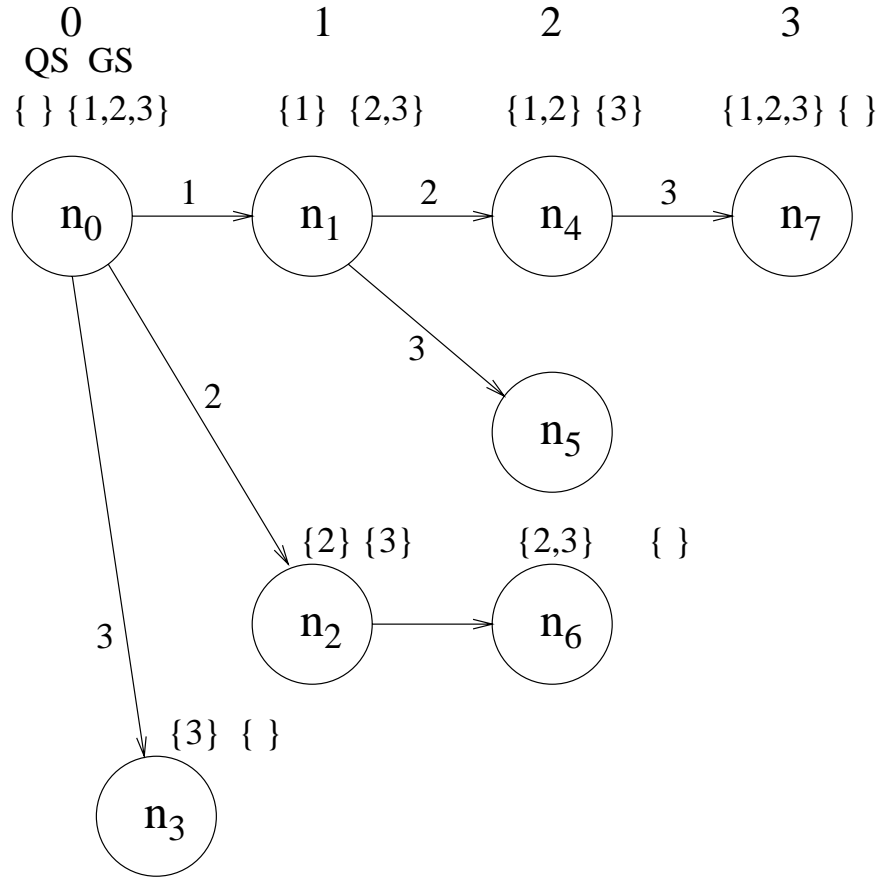 0 1 2 3
QS GS
{ } {1,2,3} {1} {2,3} {1,2} {3} {1,2,3} { }
1 2 3
n0 n1 n4 n7
3
2
n5
{2} {3} {2,3} { }
n2 n6
3
{3} { }
n3